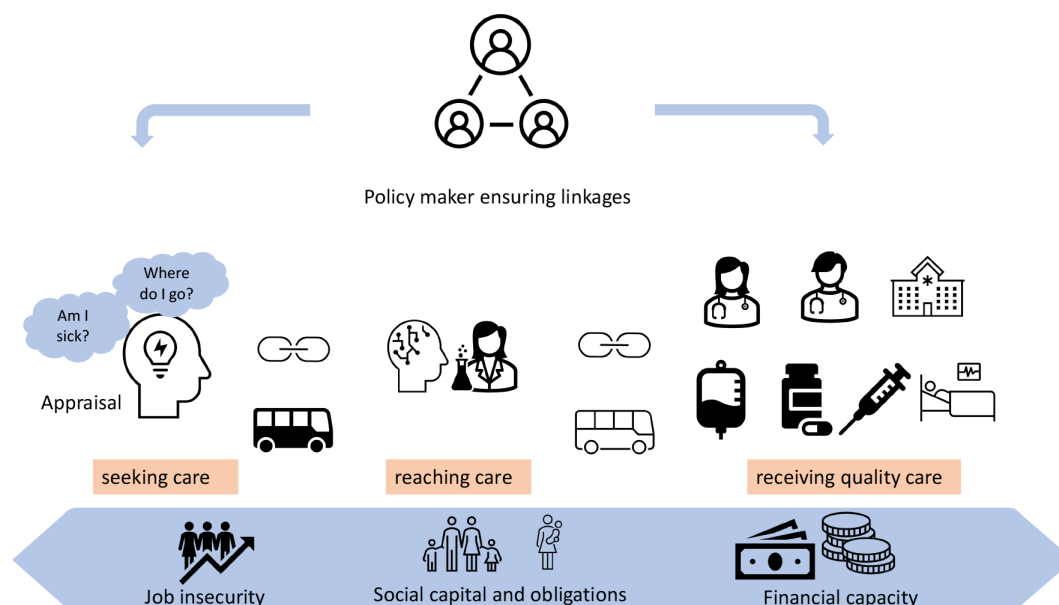 Policy maker ensuring linkages
Where
do I go?
Am I
sick?
Appraisal
seeking care
reaching care
receiving quality care
Job insecurity
Social capital and obligations
Financial capacity